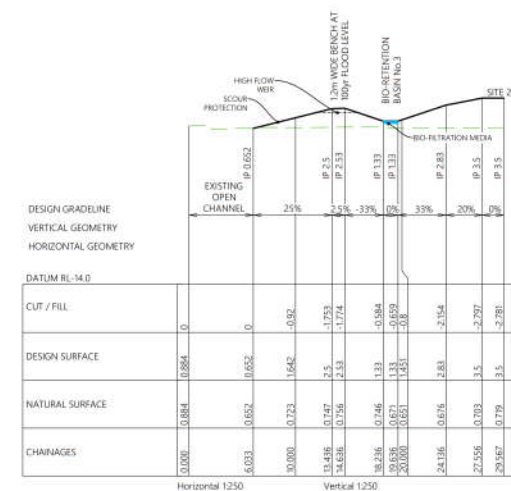 1.2m WIDE BENCH AT
100yr FLOOD LEVEL
BIO-RETENTION
BASIN No.3
HIGH FLOW
WEIR
SCOUR
PROTECTION
SITE 2
BIO-FILTRATION MEDIA
IP 0.652
IP 2.5
IP 2.53
IP 1.33
IP 1.33
IP 2.83
IP 3.5
IP 3.5
EXISTING
OPEN
CHANNEL
DESIGN GRADELINE 25% 2.5% -33% 0% 33% 20% 0%
VERTICAL GEOMETRY
HORIZONTAL GEOMETRY
DATUM RL-14.0
CUT / FILL 0 0 -0.92 -1.753 -1.774 -0.584 -0.659 -0.8 -2.154 -2.797 -2.781
DESIGN SURFACE 0.884 0.652 1.642 2.5 2.53 1.33 1.33 1.451 2.83 3.5 3.5
NATURAL SURFACE 0.884 0.652 0.723 0.747 0.756 0.746 0.671 0.651 0.676 0.703 0.719
CHAINAGES 0.000 6.033 10.000 13.436 14.636 18.236 19.636 20.000 24.136 27.556 29.567
Horizontal 1:250 Vertical 1:250